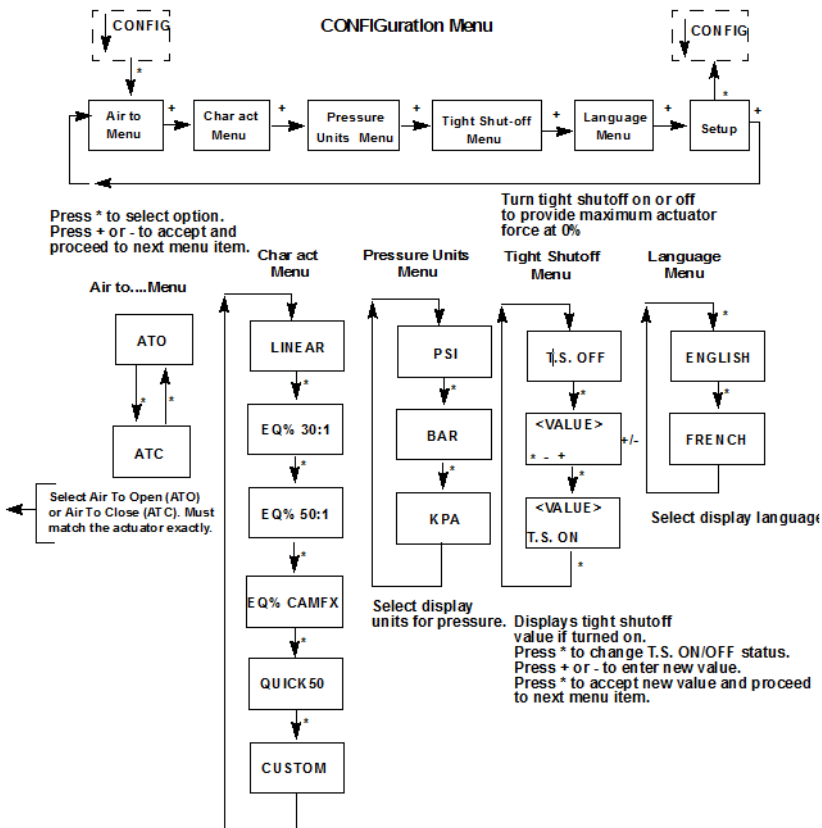 CONFIG
CONFIGuration Menu
CONFIG
*
*
Air to
Menu
+
Char act
Menu
+
Pressure
Units Menu
+
Tight Shut-off
Menu
+
Language
Menu
+
Setup
+
Press * to select option.
Press + or - to accept and
proceed to next menu item.
Turn tight shutoff on or off
to provide maximum actuator
force at 0%
Air to....Menu
ATO
*
*
ATC
Select Air To Open (ATO)
or Air To Close (ATC). Must
match the actuator exactly.
Char act
Menu
LINEAR
*
EQ% 30:1
*
EQ% 50:1
*
EQ% CAMFX
*
QUICK50
*
CUSTOM
Pressure Units
Menu
PSI
*
BAR
*
KPA
Select display
units for pressure.
Tight Shutoff
Menu
T.S. OFF
*
<VALUE>
* - +
+/-
*
<VALUE>
T.S. ON
*
Displays tight shutoff
value if turned on.
Press * to change T.S. ON/OFF status.
Press + or - to enter new value.
Press * to accept new value and proceed
to next menu item.
Language
Menu
*
ENGLISH
*
FRENCH
Select display language